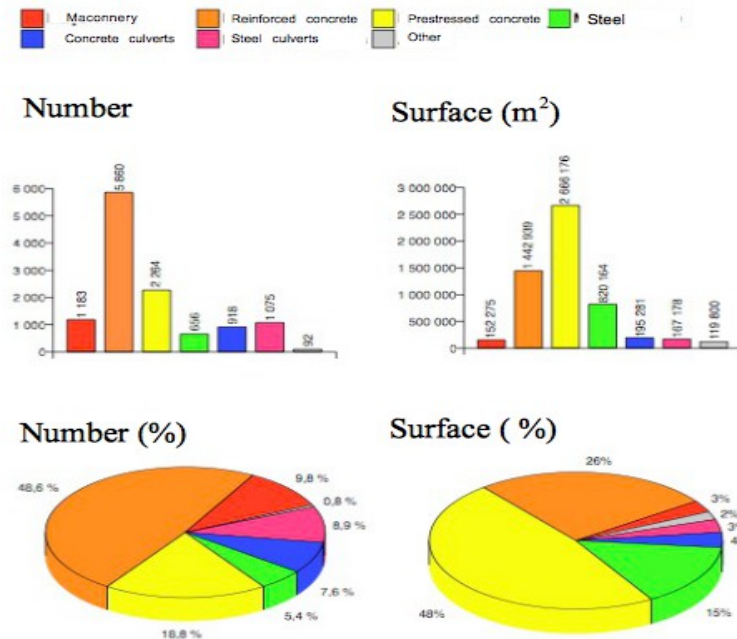 Maconnery Reinforced concrete Prestressed concrete Steel
Concrete culverts Steel culverts Other
Number
6 000
5 000
4 000
3 000
2 000
1 000
0
1 183
5 860
2 264
656
918
1 075
92
Surface (m²)
3 000 000
2 500 000
2 000 000
1 500 000
1 000 000
500 000
0
152 275
1 442 939
2 666 176
820 164
195 281
167 178
119 800
Number (%)
48,6%
9,8%
0,8%
8,9%
7,6%
5,4%
18,8%
Surface ( %)
26%
3%
2%
3%
4%
15%
48%